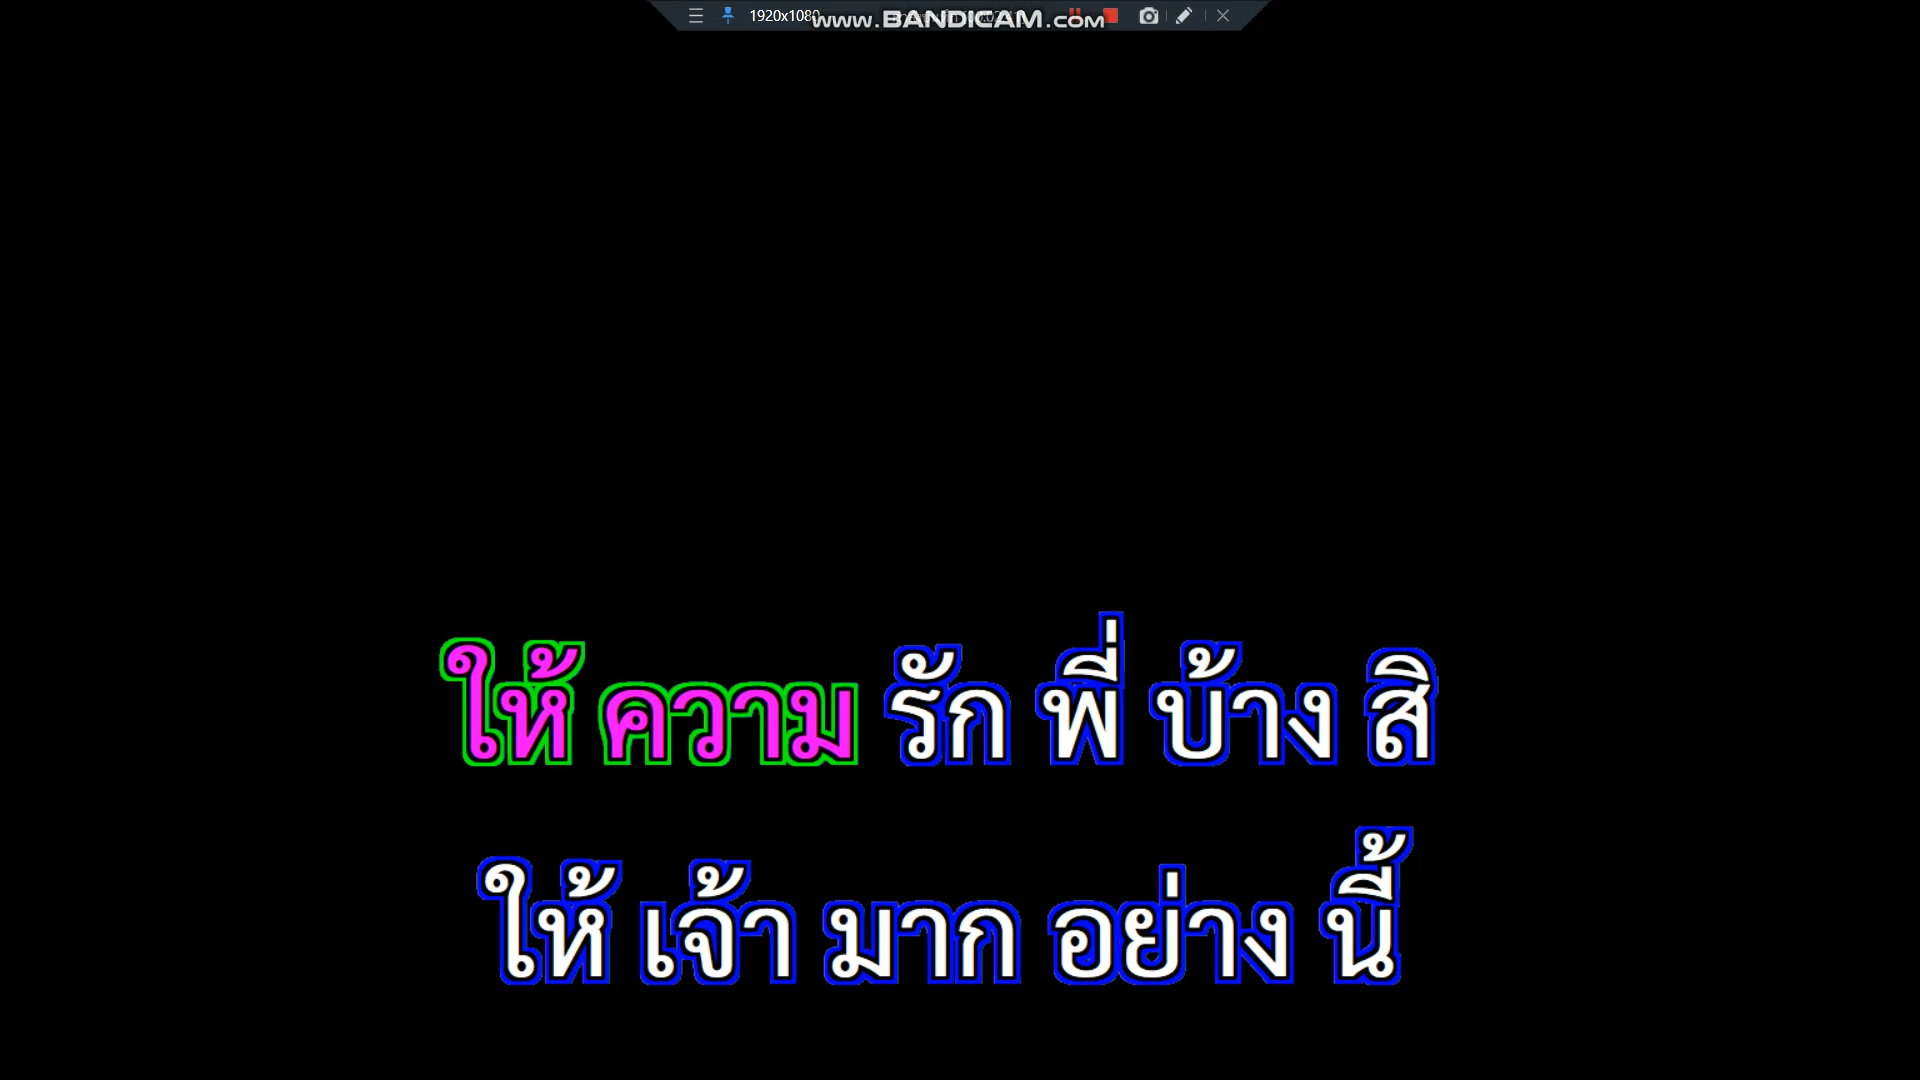 1920x1080
www.BANDICAM.com
ให้ ความ รัก พี่ บ้าง สิ
ให้ เจ้า มาก อย่าง นี้